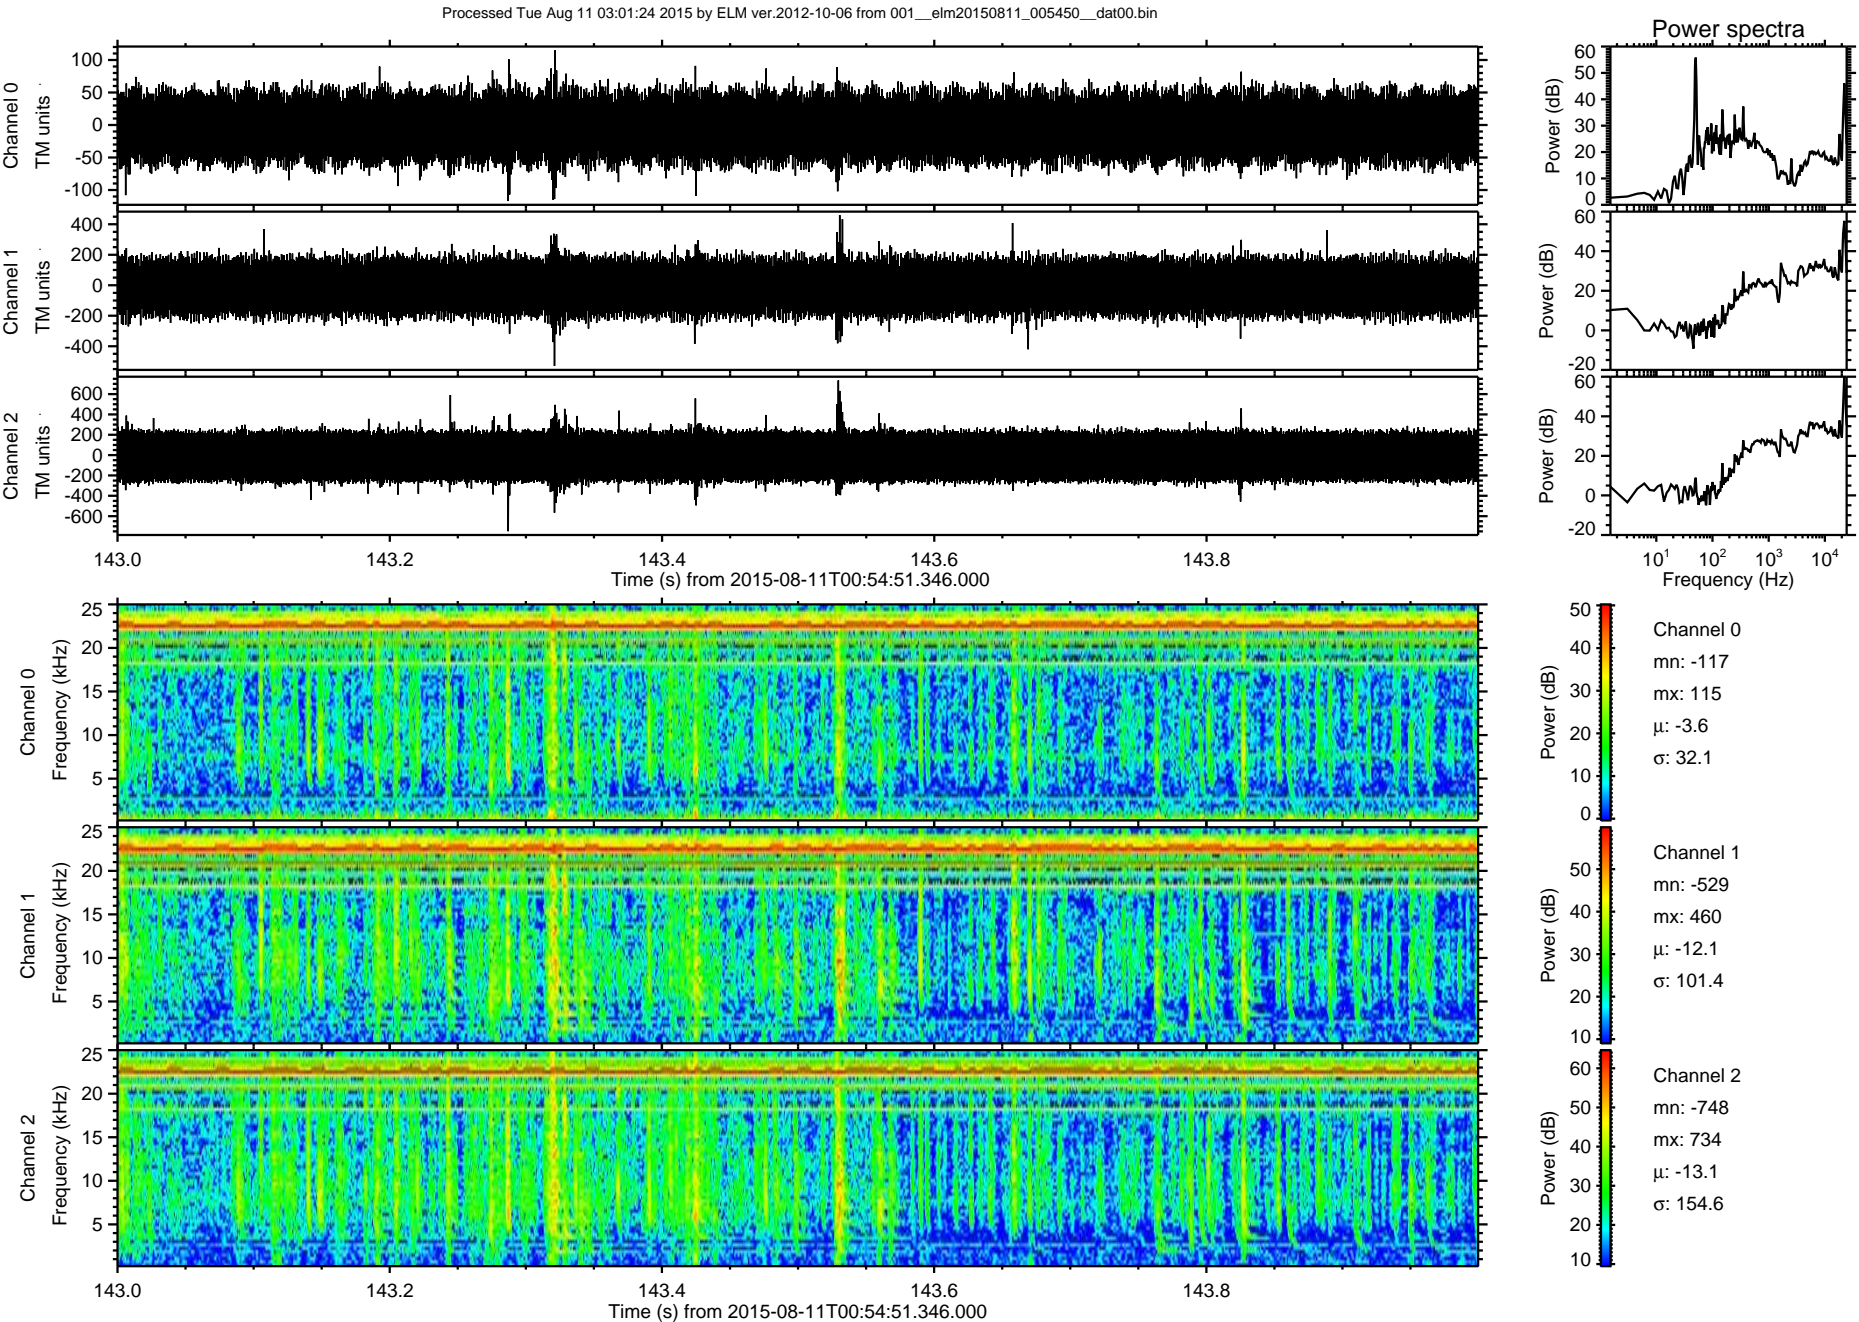 Processed Tue Aug 11 03:01:24 2015 by ELM ver.2012-10-06 from 001__elm20150811_005450__dat00.bin
Power spectra
Channel 0
TM units
100
50
0
-50
-100
Power (dB)
60
50
40
30
20
10
0
Channel 1
TM units
400
200
0
-200
-400
Power (dB)
60
40
20
0
-20
Channel 2
TM units
600
400
200
0
-200
-400
-600
Power (dB)
60
40
20
0
-20
143.0 143.2 143.4 143.6 143.8
Time (s) from 2015-08-11T00:54:51.346.000
10¹ 10² 10³ 10⁴
Frequency (Hz)
Channel 0
Frequency (kHz)
25
20
15
10
5
Power (dB)
50
40
30
20
10
0
Channel 0
mn: -117
mx: 115
μ: -3.6
σ: 32.1
Channel 1
Frequency (kHz)
25
20
15
10
5
Power (dB)
50
40
30
20
10
Channel 1
mn: -529
mx: 460
μ: -12.1
σ: 101.4
Channel 2
Frequency (kHz)
25
20
15
10
5
Power (dB)
60
50
40
30
20
10
Channel 2
mn: -748
mx: 734
μ: -13.1
σ: 154.6
143.0 143.2 143.4 143.6 143.8
Time (s) from 2015-08-11T00:54:51.346.000